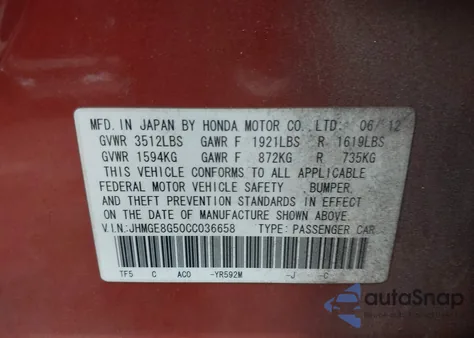 MFD. IN JAPAN BY HONDA MOTOR CO.,LTD. 06/12
GVWR 3512LBS GAWR F 1921LBS R 1619LBS
GVWR 1594KG GAWR F 872KG R 735KG
THIS VEHICLE CONFORMS TO ALL APPLICABLE
FEDERAL MOTOR VEHICLE SAFETY, BUMPER,
AND THEFT PREVENTION STANDARDS IN EFFECT
ON THE DATE OF MANUFACTURE SHOWN ABOVE.
V.I.N.:JHMGE8G50CC036658 TYPE: PASSENGER CAR
TF5 C AC0 -YR592M -J -C
autoSnap